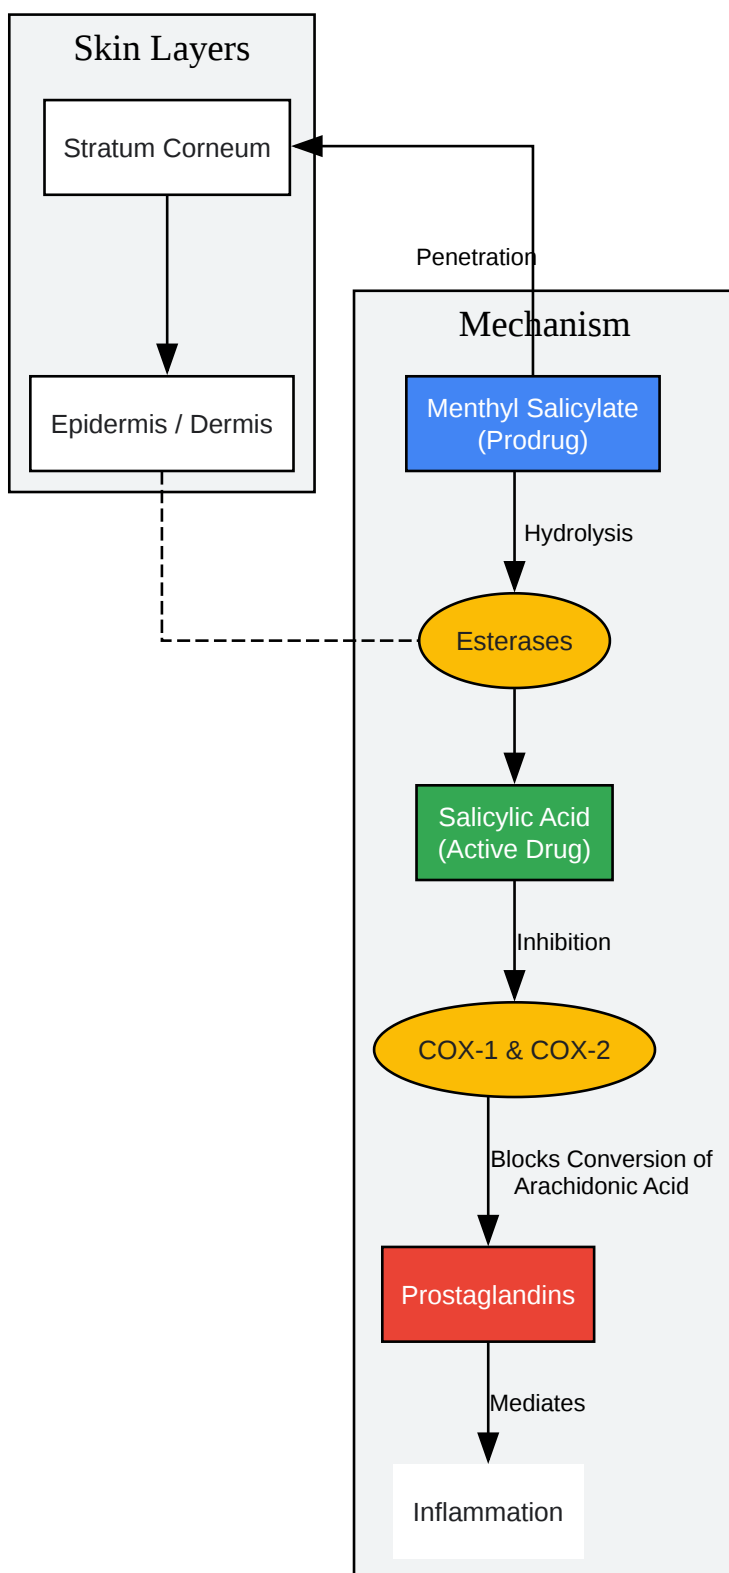 Skin Layers
Stratum Corneum
Penetration
Mechanism
Menthyl Salicylate
(Prodrug)
Epidermis / Dermis
Hydrolysis
Esterases
Salicylic Acid
(Active Drug)
Inhibition
COX-1 & COX-2
Blocks Conversion of
Arachidonic Acid
Prostaglandins
Mediates
Inflammation